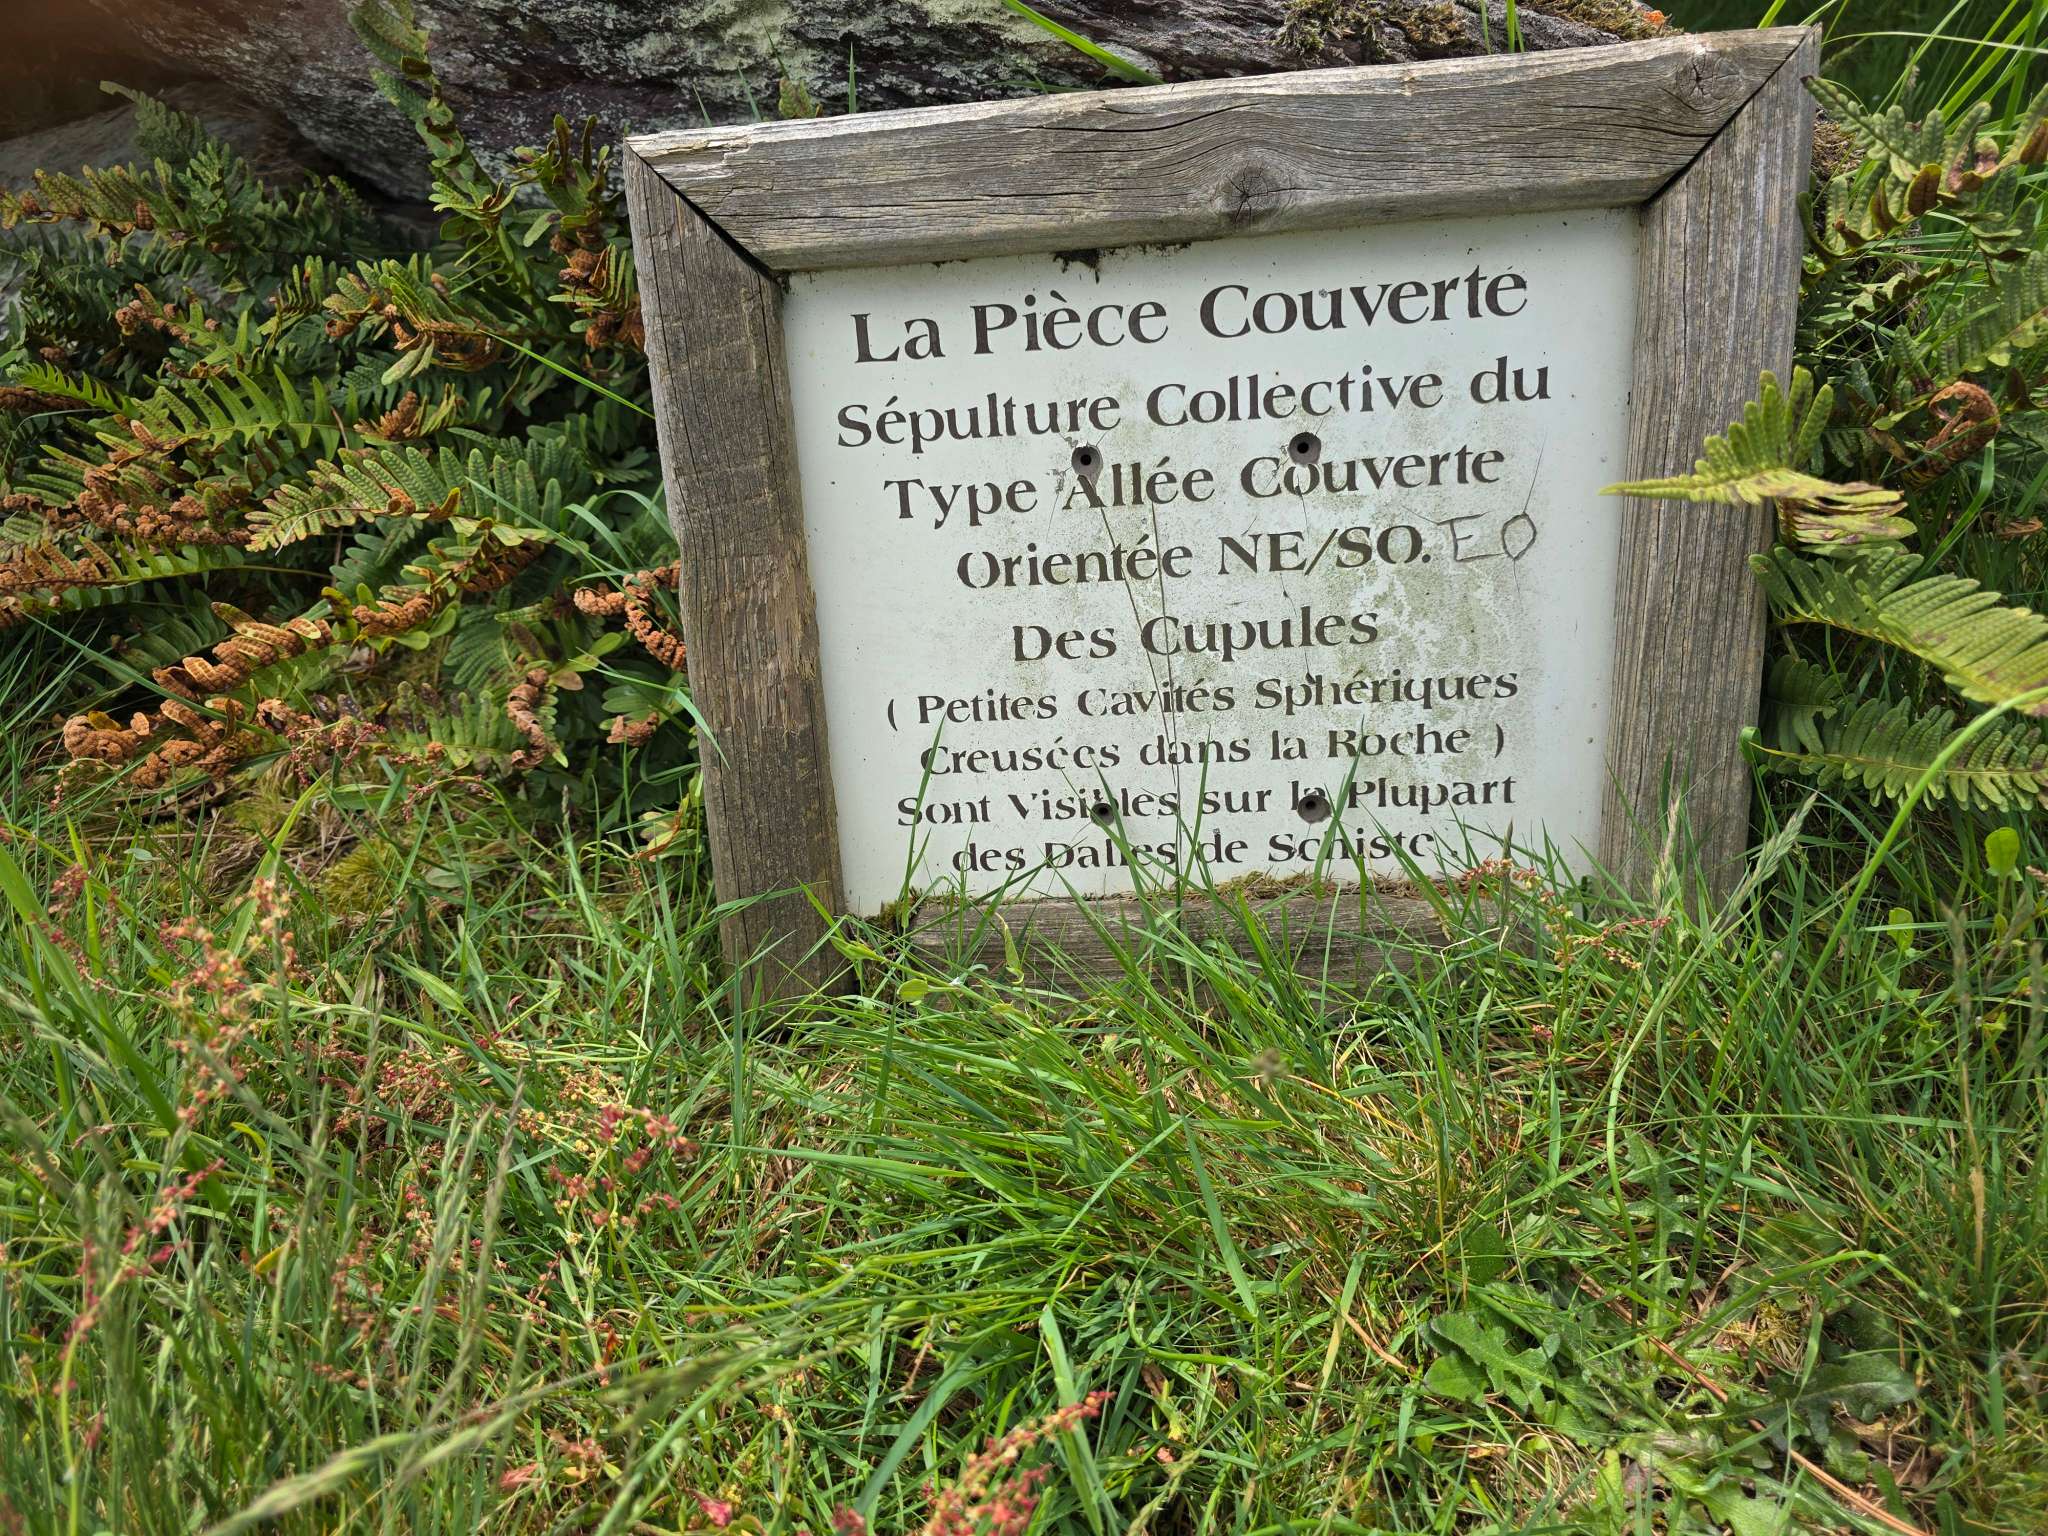 La Pièce Couverte
Sépulture Collective du
Type Allée Couverte
Orientée NE/SO. EO
Des Cupules
( Petites Cavités Sphériques
Creusées dans la Roche )
Sont Visibles sur la Plupart
des Dalles de Schiste.